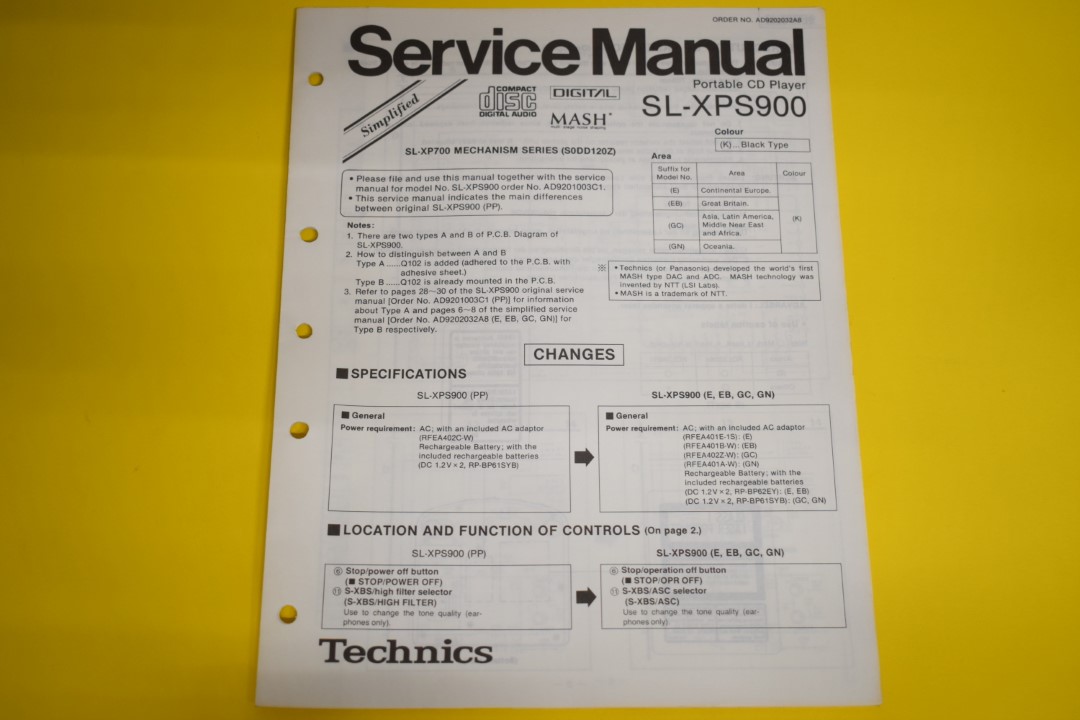 ORDER NO. AD9202032A8
Service Manual
Portable CD Player
SL-XPS900
Simplified
COMPACT
disc
DIGITAL AUDIO
DIGITAL
MASH*
multi-stage noise shaping
Colour
(K)... Black Type
SL-XP700 MECHANISM SERIES (S0DD120Z)
• Please file and use this manual together with the service
manual for model No. SL-XPS900 order No. AD9201003C1.
• This service manual indicates the main differences
between original SL-XPS900 (PP).
Area
Suffix for Model No. Area Colour
(E) Continental Europe.
(EB) Great Britain.
(GC) Asia, Latin America, Middle Near East and Africa.
(K)
(GN) Oceania.
Notes:
1. There are two types A and B of P.C.B. Diagram of
SL-XPS900.
2. How to distinguish between A and B
Type A ......Q102 is added (adhered to the P.C.B. with
adhesive sheet.)
Type B ......Q102 is already mounted in the P.C.B.
3. Refer to pages 28~30 of the SL-XPS900 original service
manual [Order No. AD9201003C1 (PP)] for information
about Type A and pages 6~8 of the simplified service
manual [Order No. AD9202032A8 (E, EB, GC, GN)] for
Type B respectively.
※ • Technics (or Panasonic) developed the world's first
MASH type DAC and ADC. MASH technology was
invented by NTT (LSI Labs).
• MASH is a trademark of NTT.
CHANGES
■ SPECIFICATIONS
SL-XPS900 (PP)
■ General
Power requirement: AC; with an included AC adaptor
(RFEA402C-W)
Rechargeable Battery; with the
included rechargeable batteries
(DC 1.2V×2, RP-BP61SYB)
SL-XPS900 (E, EB, GC, GN)
■ General
Power requirement: AC; with an included AC adaptor
(RFEA401E-1S): (E)
(RFEA401B-W): (EB)
(RFEA402Z-W): (GC)
(RFEA401A-W): (GN)
Rechargeable Battery; with the
included rechargeable batteries
(DC 1.2V×2, RP-BP62EY): (E, EB)
(DC 1.2V×2, RP-BP61SYB): (GC, GN)
■ LOCATION AND FUNCTION OF CONTROLS (On page 2.)
SL-XPS900 (PP)
⑥ Stop/power off button
(■ STOP/POWER OFF)
⑪ S-XBS/high filter selector
(S-XBS/HIGH FILTER)
Use to change the tone quality (ear-
phones only).
SL-XPS900 (E, EB, GC, GN)
⑥ Stop/operation off button
(■ STOP/OPR OFF)
⑪ S-XBS/ASC selector
(S-XBS/ASC)
Use to change the tone quality (ear-
phones only).
Technics